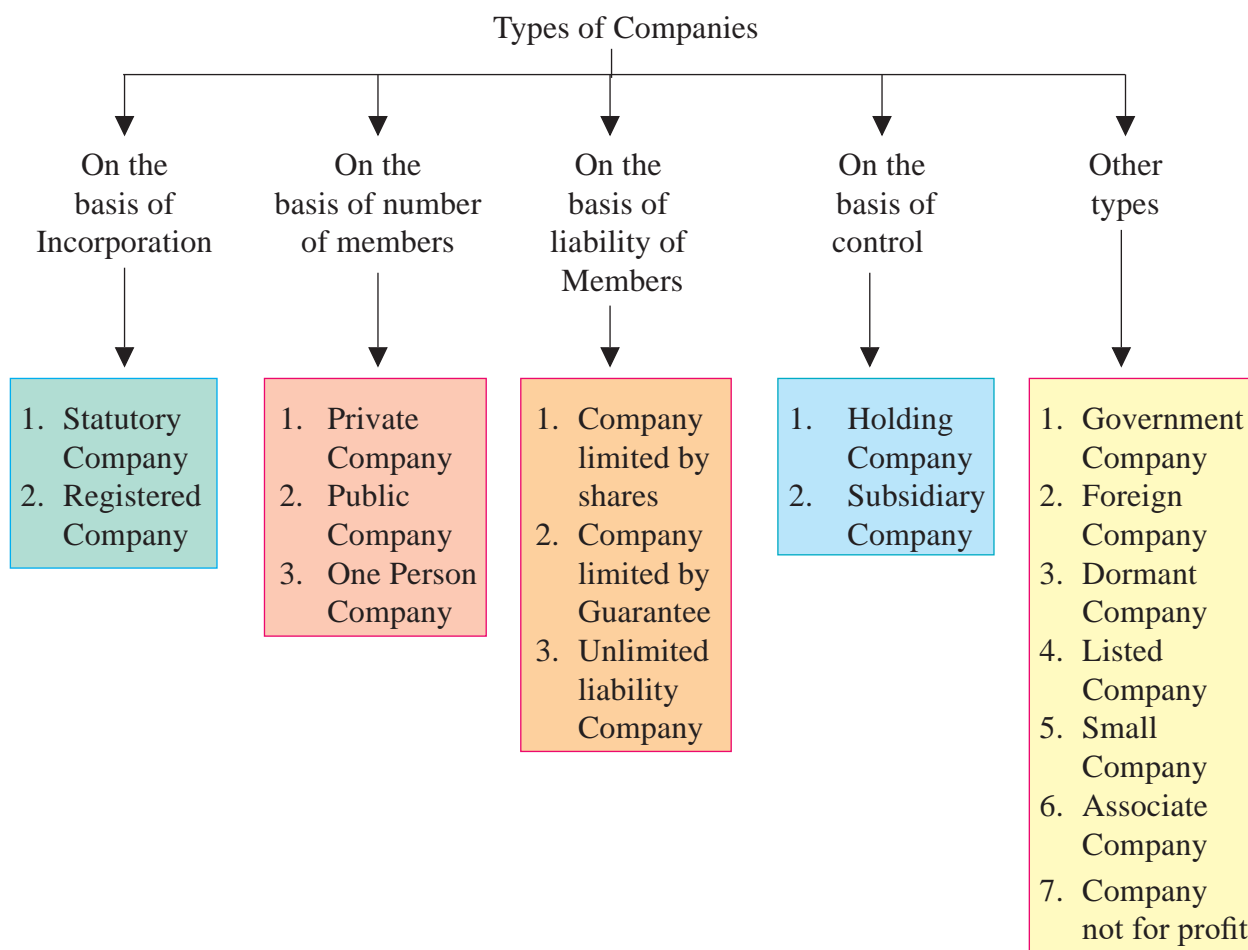 Types of Companies
On the
basis of
Incorporation
On the
basis of number
of members
On the
basis of
liability of
Members
On the
basis of
control
Other
types
1. Statutory
Company
2. Registered
Company
1. Private
Company
2. Public
Company
3. One Person
Company
1. Company
limited by
shares
2. Company
limited by
Guarantee
3. Unlimited
liability
Company
1. Holding
Company
2. Subsidiary
Company
1. Government
Company
2. Foreign
Company
3. Dormant
Company
4. Listed
Company
5. Small
Company
6. Associate
Company
7. Company
not for profit